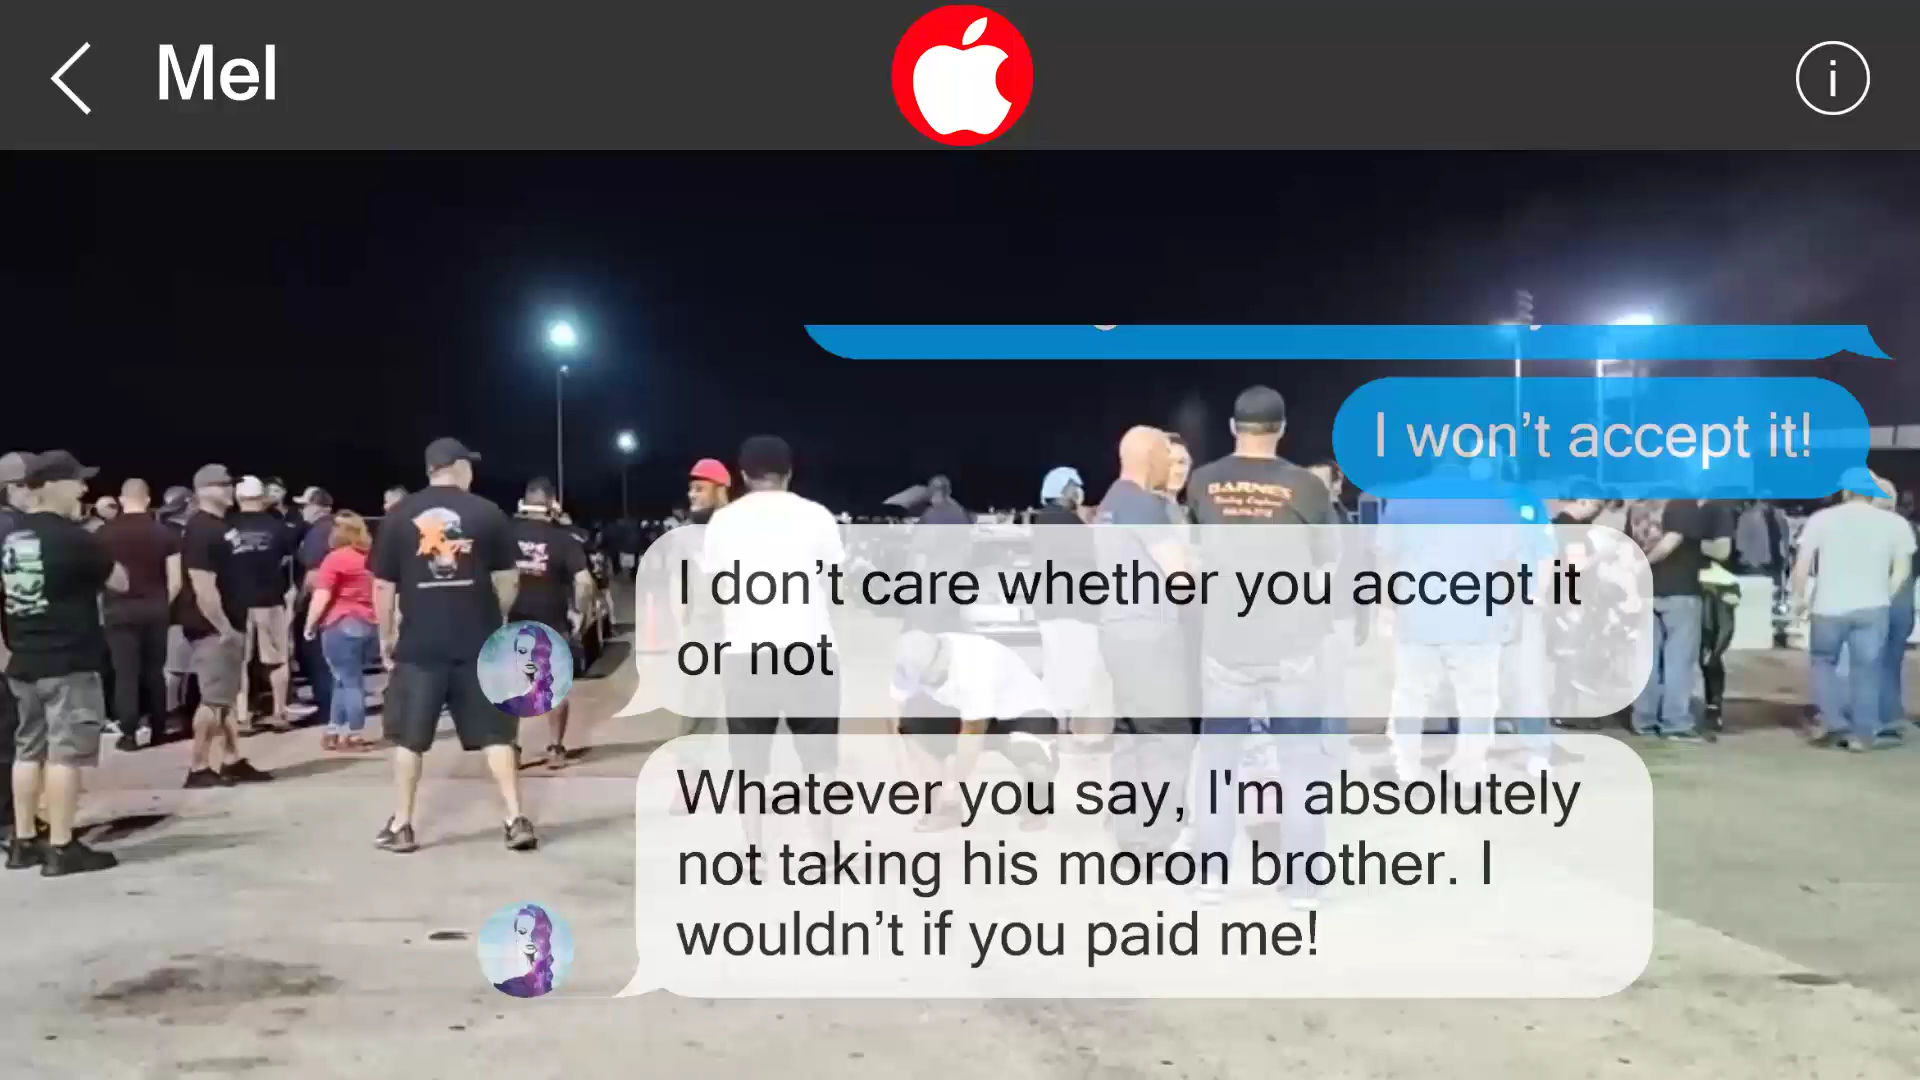 Mel
I won’t accept it!
I don’t care whether you accept it
or not
Whatever you say, I'm absolutely
not taking his moron brother. I
wouldn’t if you paid me!
BARNES